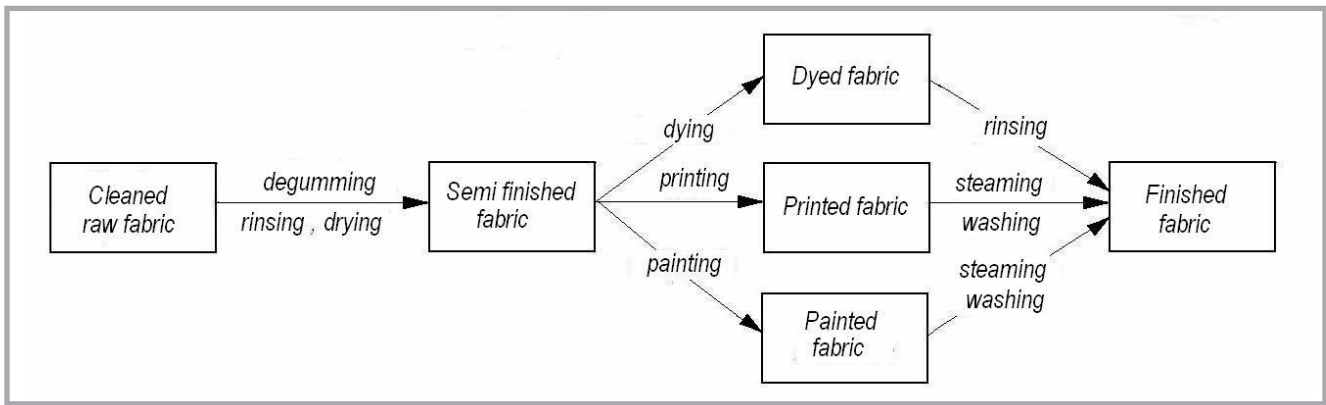 Cleaned
raw fabric
degumming
rinsing , drying
Semi finished
fabric
dying
printing
painting
Dyed fabric
Printed fabric
Painted
fabric
rinsing
steaming
washing
steaming
washing
Finished
fabric